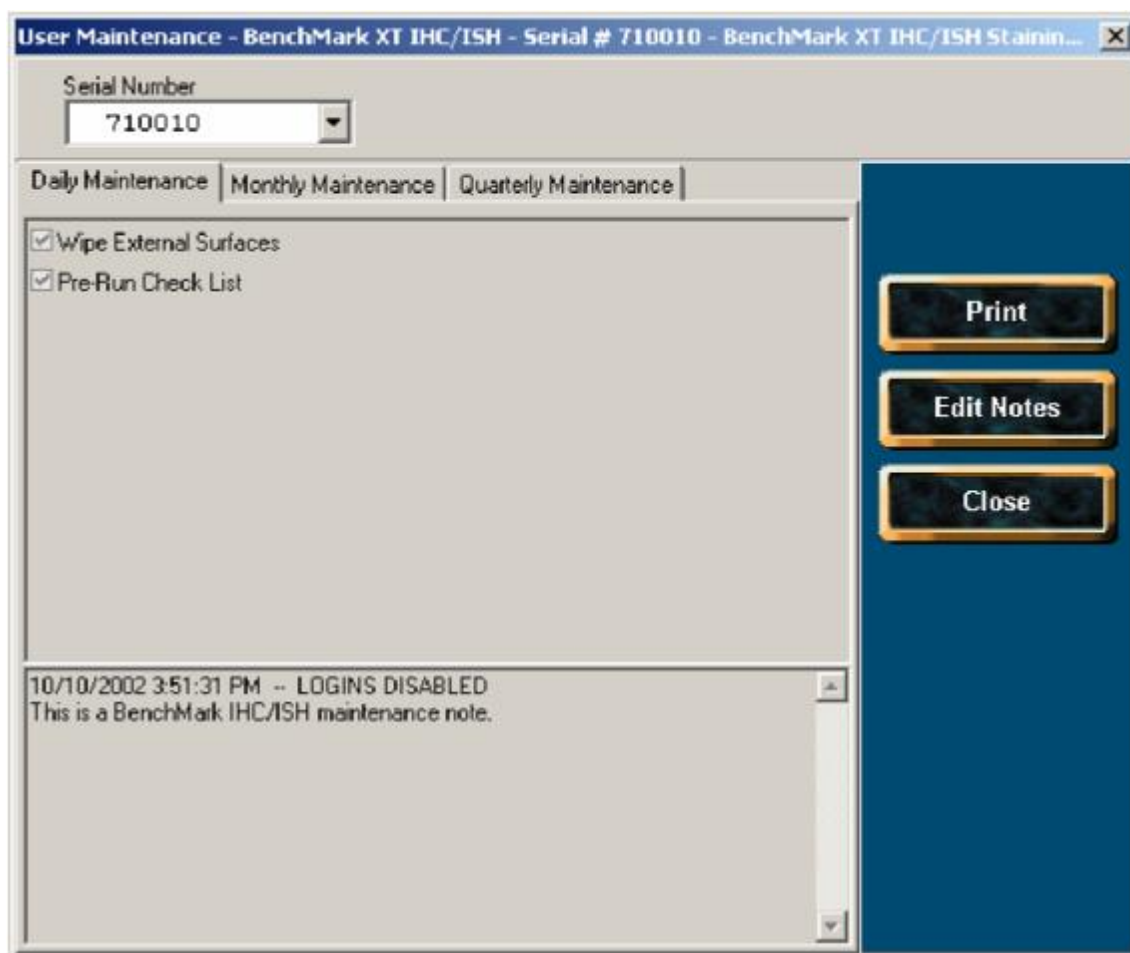 User Maintenance - BenchMark XT IHC/ISH - Serial # 710010 - BenchMark XT IHC/ISH Stainin...
Serial Number
710010
Daily Maintenance Monthly Maintenance Quarterly Maintenance
Wipe External Surfaces
Pre-Run Check List
Print
Edit Notes
Close
10/10/2002 3:51:31 PM -- LOGINS DISABLED
This is a BenchMark IHC/ISH maintenance note.